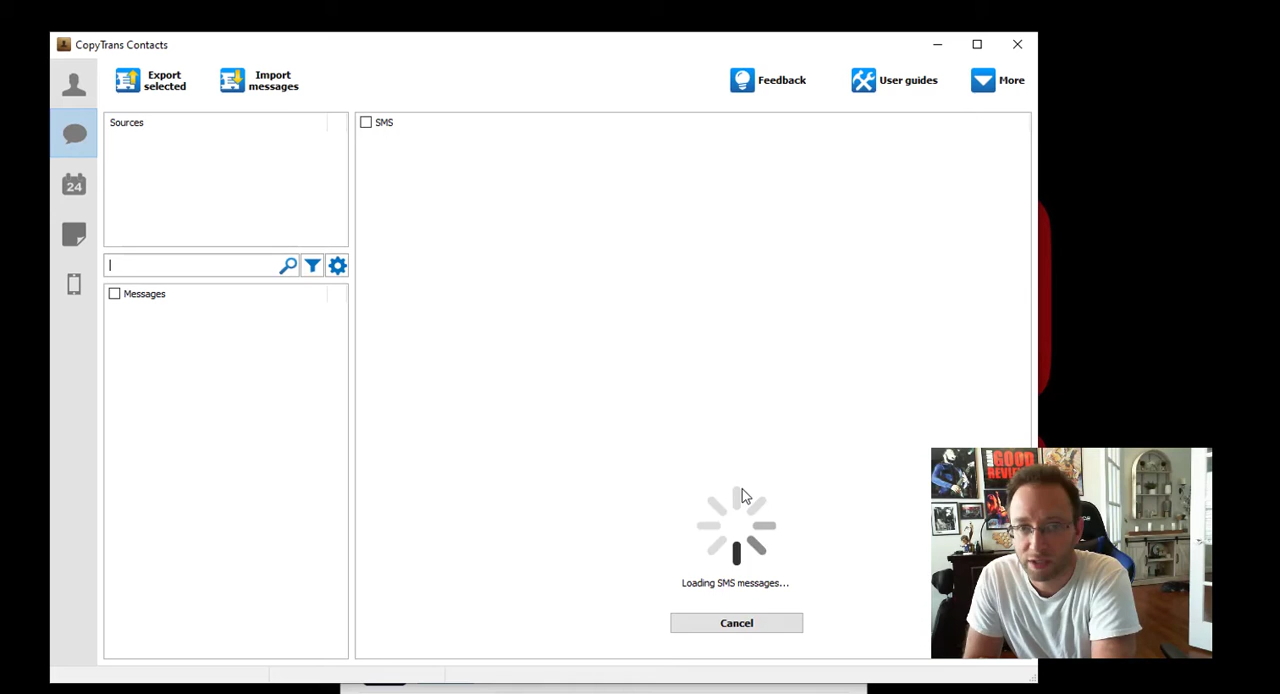 CopyTrans Contacts
Export selected
Import messages
Feedback
User guides
More
Sources
SMS
24
Messages
Loading SMS messages...
Cancel
GOOD
REVIEW